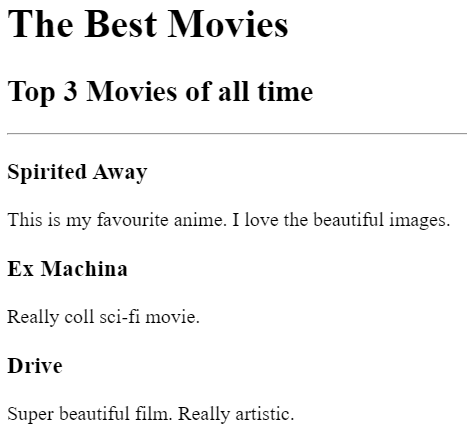 The Best Movies
Top 3 Movies of all time
Spirited Away
This is my favourite anime. I love the beautiful images.
Ex Machina
Really coll sci-fi movie.
Drive
Super beautiful film. Really artistic.